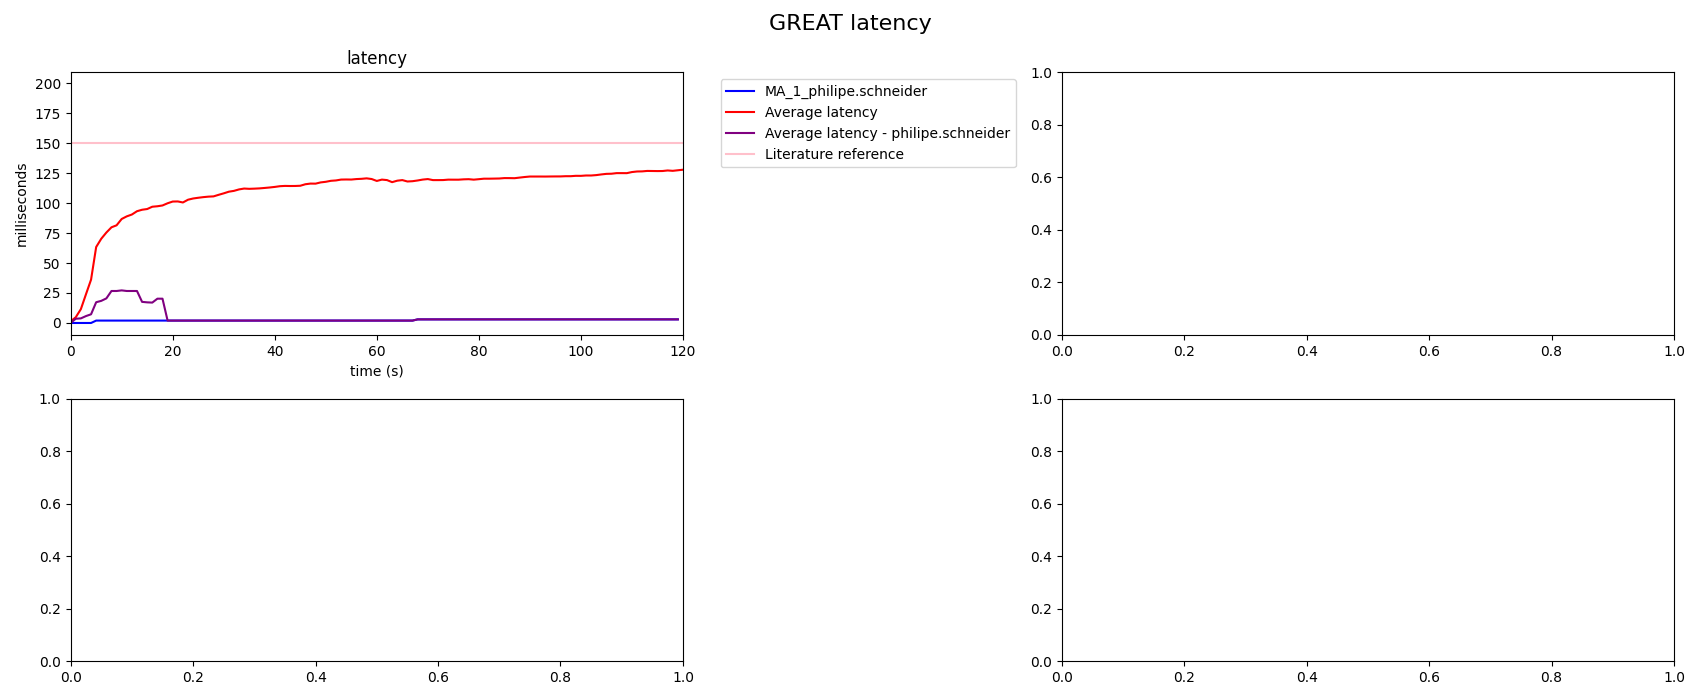 GREAT latency
latency
200
175
150
125
100
75
50
25
0
milliseconds
0 20 40 60 80 100 120
time (s)
MA_1_philipe.schneider
Average latency
Average latency - philipe.schneider
Literature reference
1.0
0.8
0.6
0.4
0.2
0.0
0.0 0.2 0.4 0.6 0.8 1.0
1.0
0.8
0.6
0.4
0.2
0.0
0.0 0.2 0.4 0.6 0.8 1.0
1.0
0.8
0.6
0.4
0.2
0.0
0.0 0.2 0.4 0.6 0.8 1.0